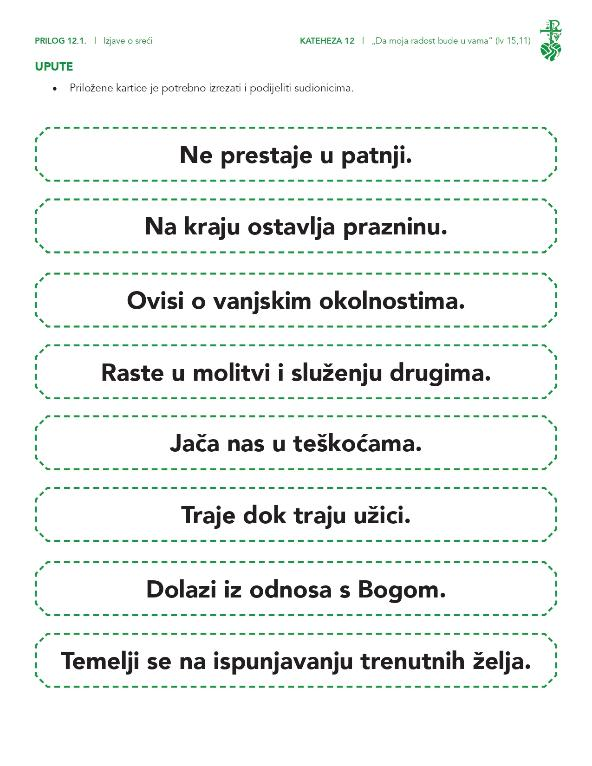 PRILOG 12.1. | Izjave o sreći KATEHEZA 12 | „Da moja radost bude u vama” (Iv 15,11)
UPUTE
• Priložene kartice je potrebno izrezati i podijeliti sudionicima.
Ne prestaje u patnji.
Na kraju ostavlja prazninu.
Ovisi o vanjskim okolnostima.
Raste u molitvi i služenju drugima.
Jača nas u teškoćama.
Traje dok traju užici.
Dolazi iz odnosa s Bogom.
Temelji se na ispunjavanju trenutnih želja.